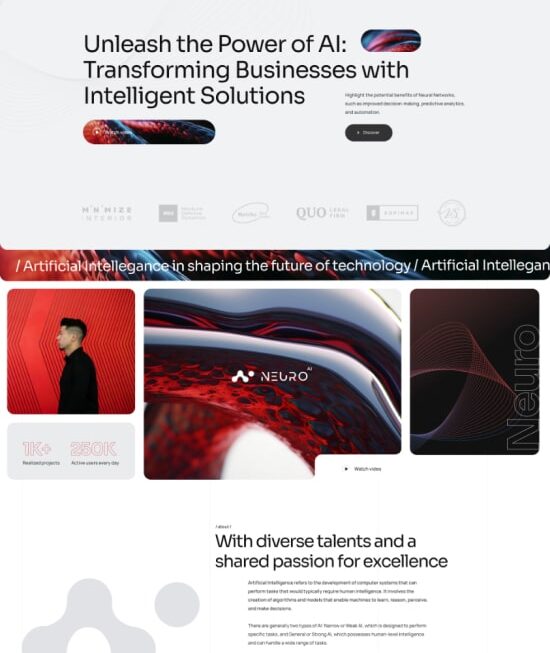 Unleash the Power of AI:
Transforming Businesses with
Intelligent Solutions
Highlight the potential benefits of Neural Networks,
such as improved decision-making, predictive analytics,
and automation.
Watch video
Discover
M'N'MIZZ
INTERIOR
QUO LEGAL
FIRM
/ Artificial Intellegance in shaping the future of technology / Artificial Intellegan
NEURO AI
Neuro
1K+ 250K
Realized projects Active users every day
Watch video
/ about /
With diverse talents and a
shared passion for excellence
Artificial Intelligence refers to the development of computer systems that can
perform tasks that would typically require human intelligence. It involves the
creation of algorithms and models that enable machines to learn, reason, perceive,
and make decisions.
There are generally two types of AI: Narrow or Weak AI, which is designed to perform
specific tasks, and General or Strong AI, which possesses human-level intelligence
and can handle a wide range of tasks.